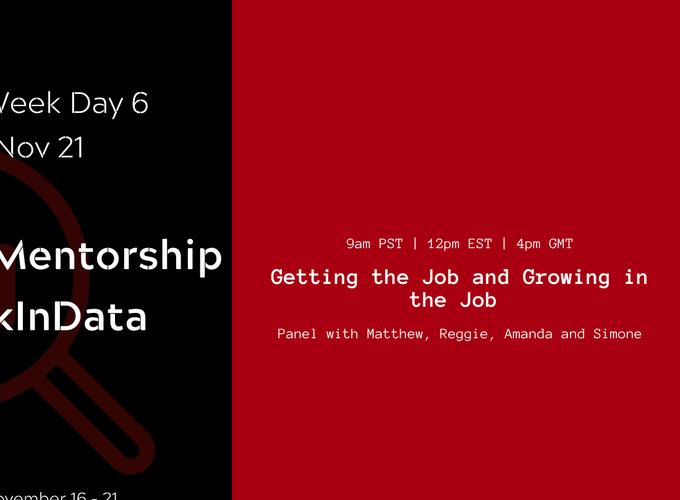 Week Day 6
Nov 21
Mentorship
kInData
ovember 16 - 21
9am PST | 12pm EST | 4pm GMT
Getting the Job and Growing in
the Job
Panel with Matthew, Reggie, Amanda and Simone